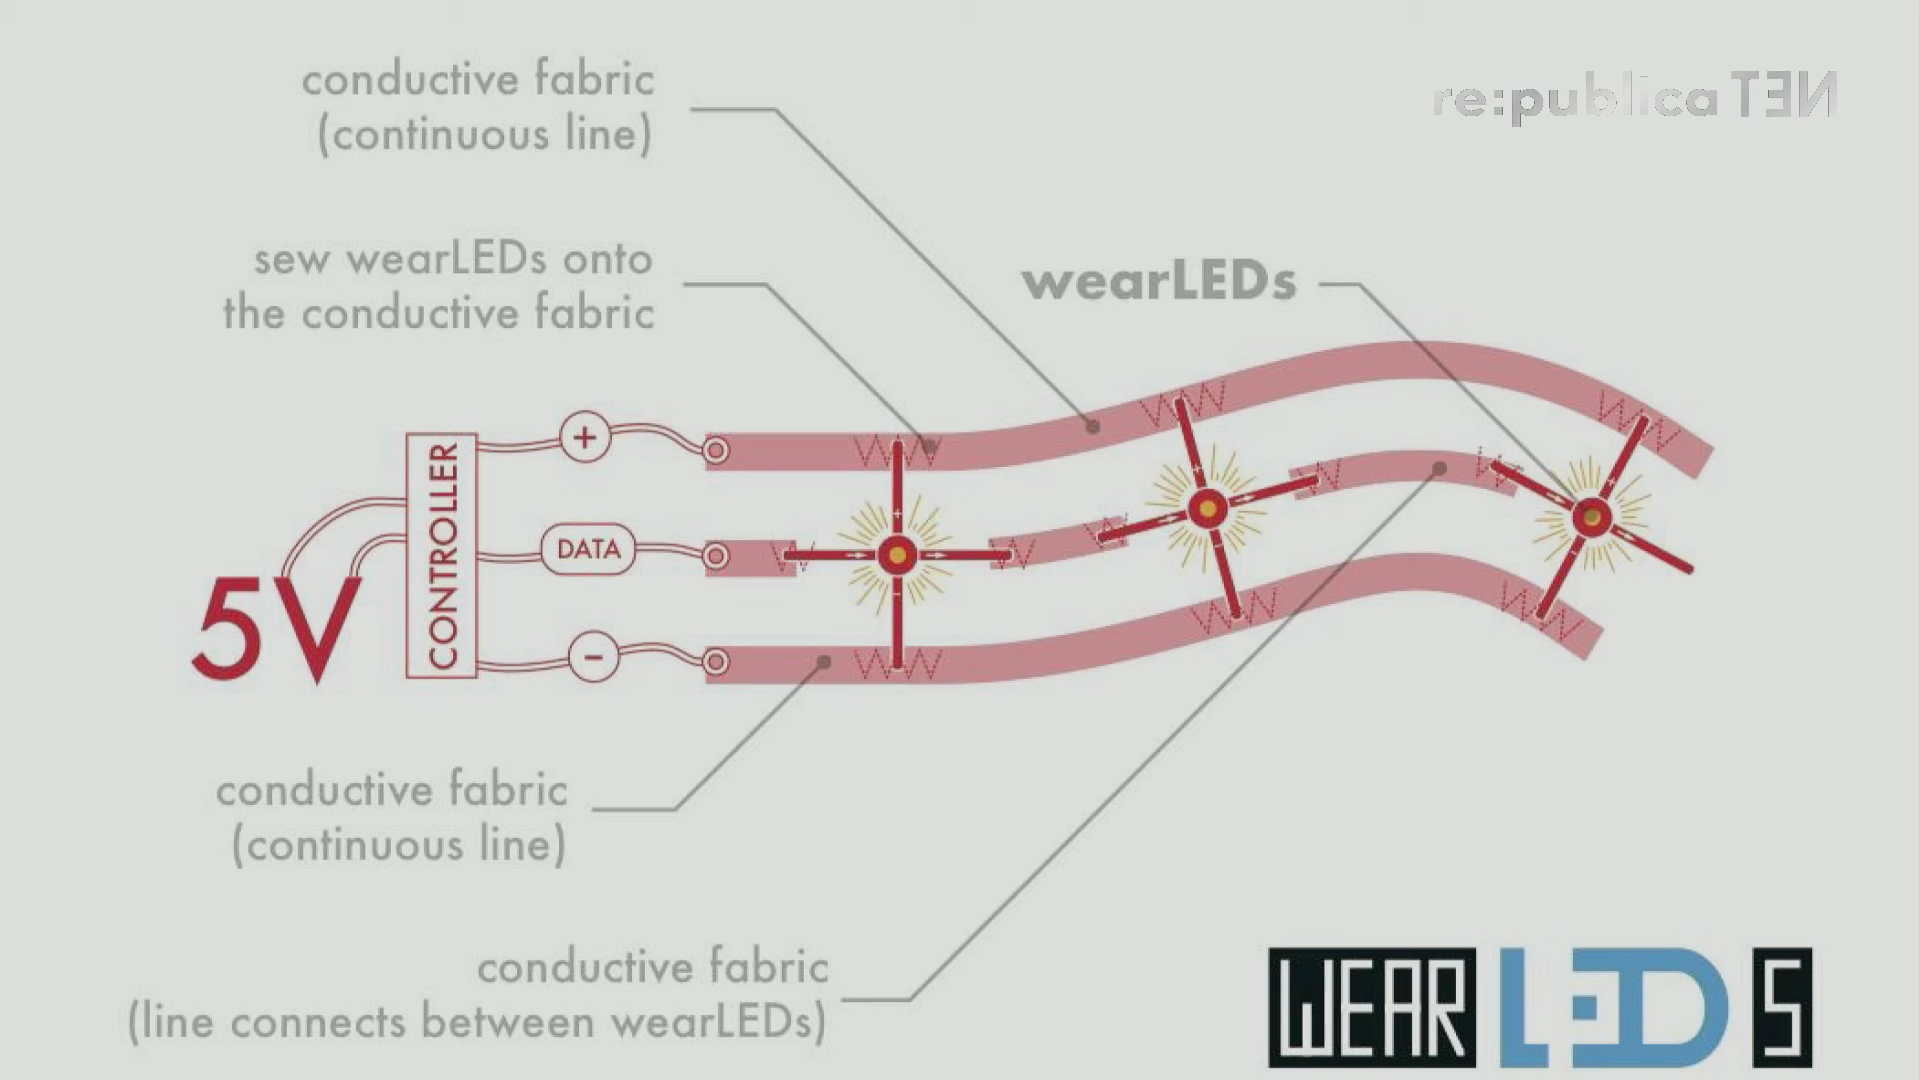 conductive fabric
(continuous line)
re:publica TEN
sew wearLEDs onto
the conductive fabric
wearLEDs
+
CONTROLLER
DATA
5V
-
conductive fabric
(continuous line)
conductive fabric
(line connects between wearLEDs)
WEAR LED S